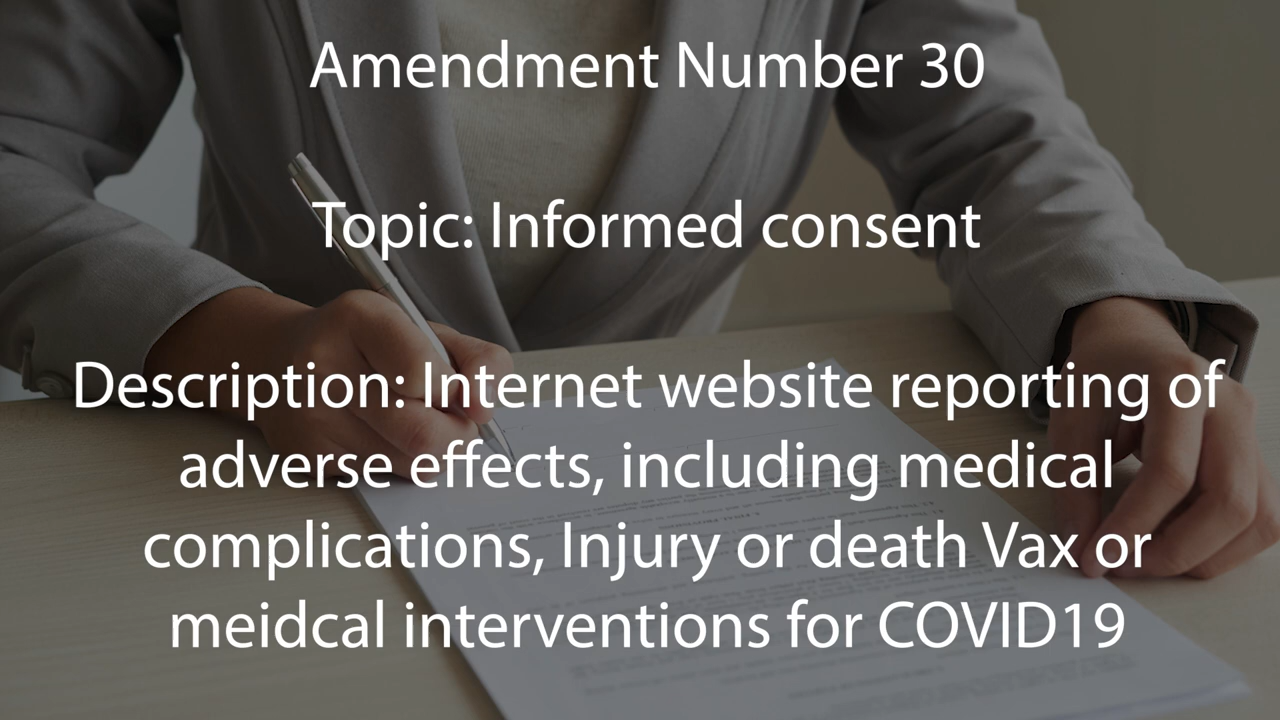 Amendment Number 30
Topic: Informed consent
Description: Internet website reporting of
adverse effects, including medical
complications, Injury or death Vax or
meidcal interventions for COVID19